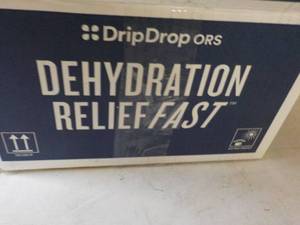 DripDrop ORS
DEHYDRATION
RELIEF FAST™